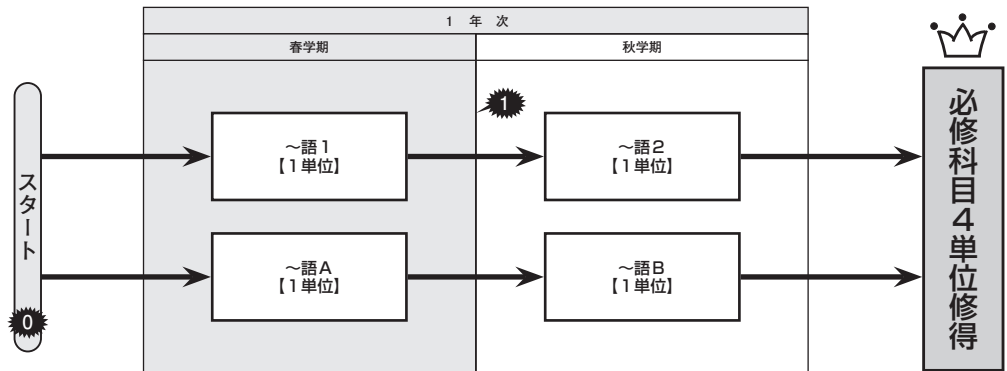 1 年 次
春学期
秋学期
1
スタート
0
～語1
【1単位】
～語2
【1単位】
～語A
【1単位】
～語B
【1単位】
必修科目4単位修得